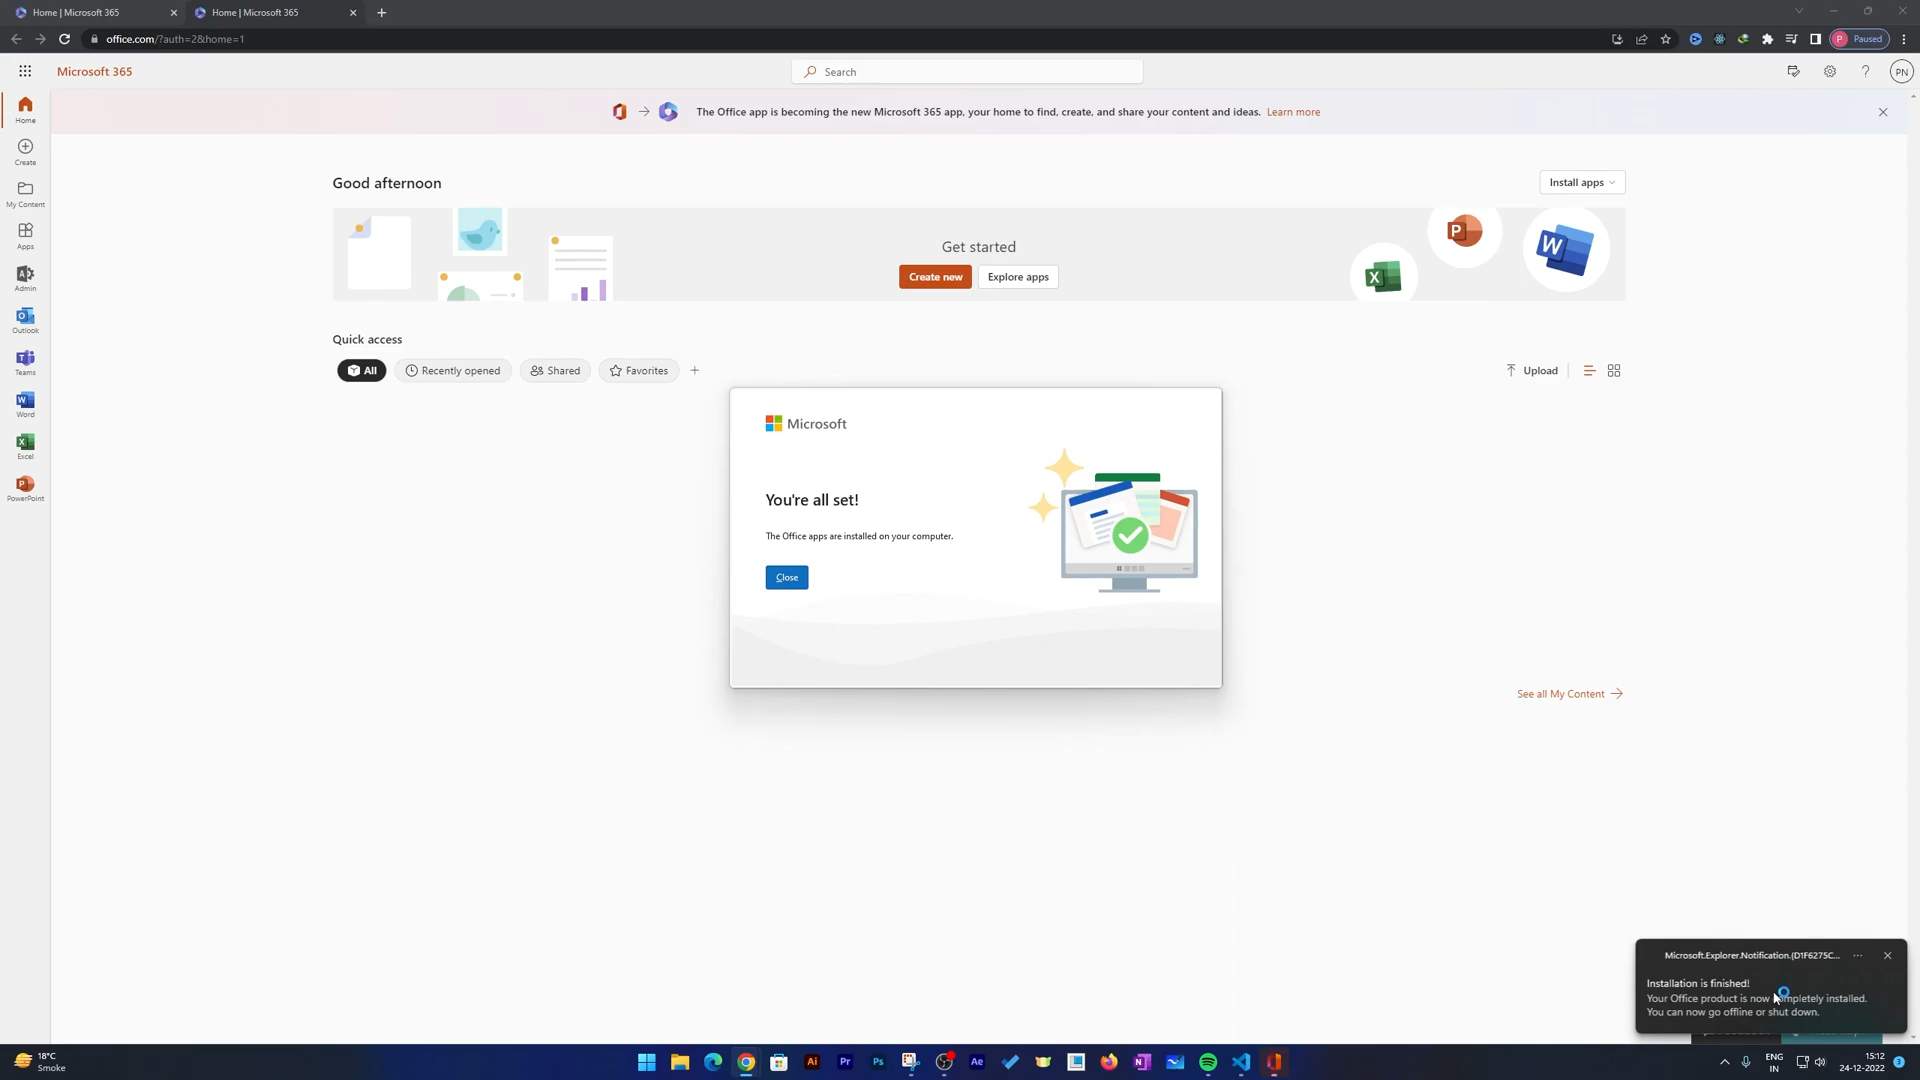 Home | Microsoft 365
Home | Microsoft 365
office.com/?auth=2&home=1
P Paused
Microsoft 365
Search
PN
The Office app is becoming the new Microsoft 365 app, your home to find, create, and share your content and ideas. Learn more
Home
Create
My Content
Apps
Admin
Outlook
Teams
Word
Excel
PowerPoint
Good afternoon
Install apps
Get started
Create new
Explore apps
Quick access
All
Recently opened
Shared
Favorites
Upload
Microsoft
You're all set!
The Office apps are installed on your computer.
Close
See all My Content
Microsoft.Explorer.Notification.{D1F6275C...
Installation is finished!
Your Office product is now completely installed.
You can now go offline or shut down.
18°C
Smoke
ENG
IN
15:12
24-12-2022
3